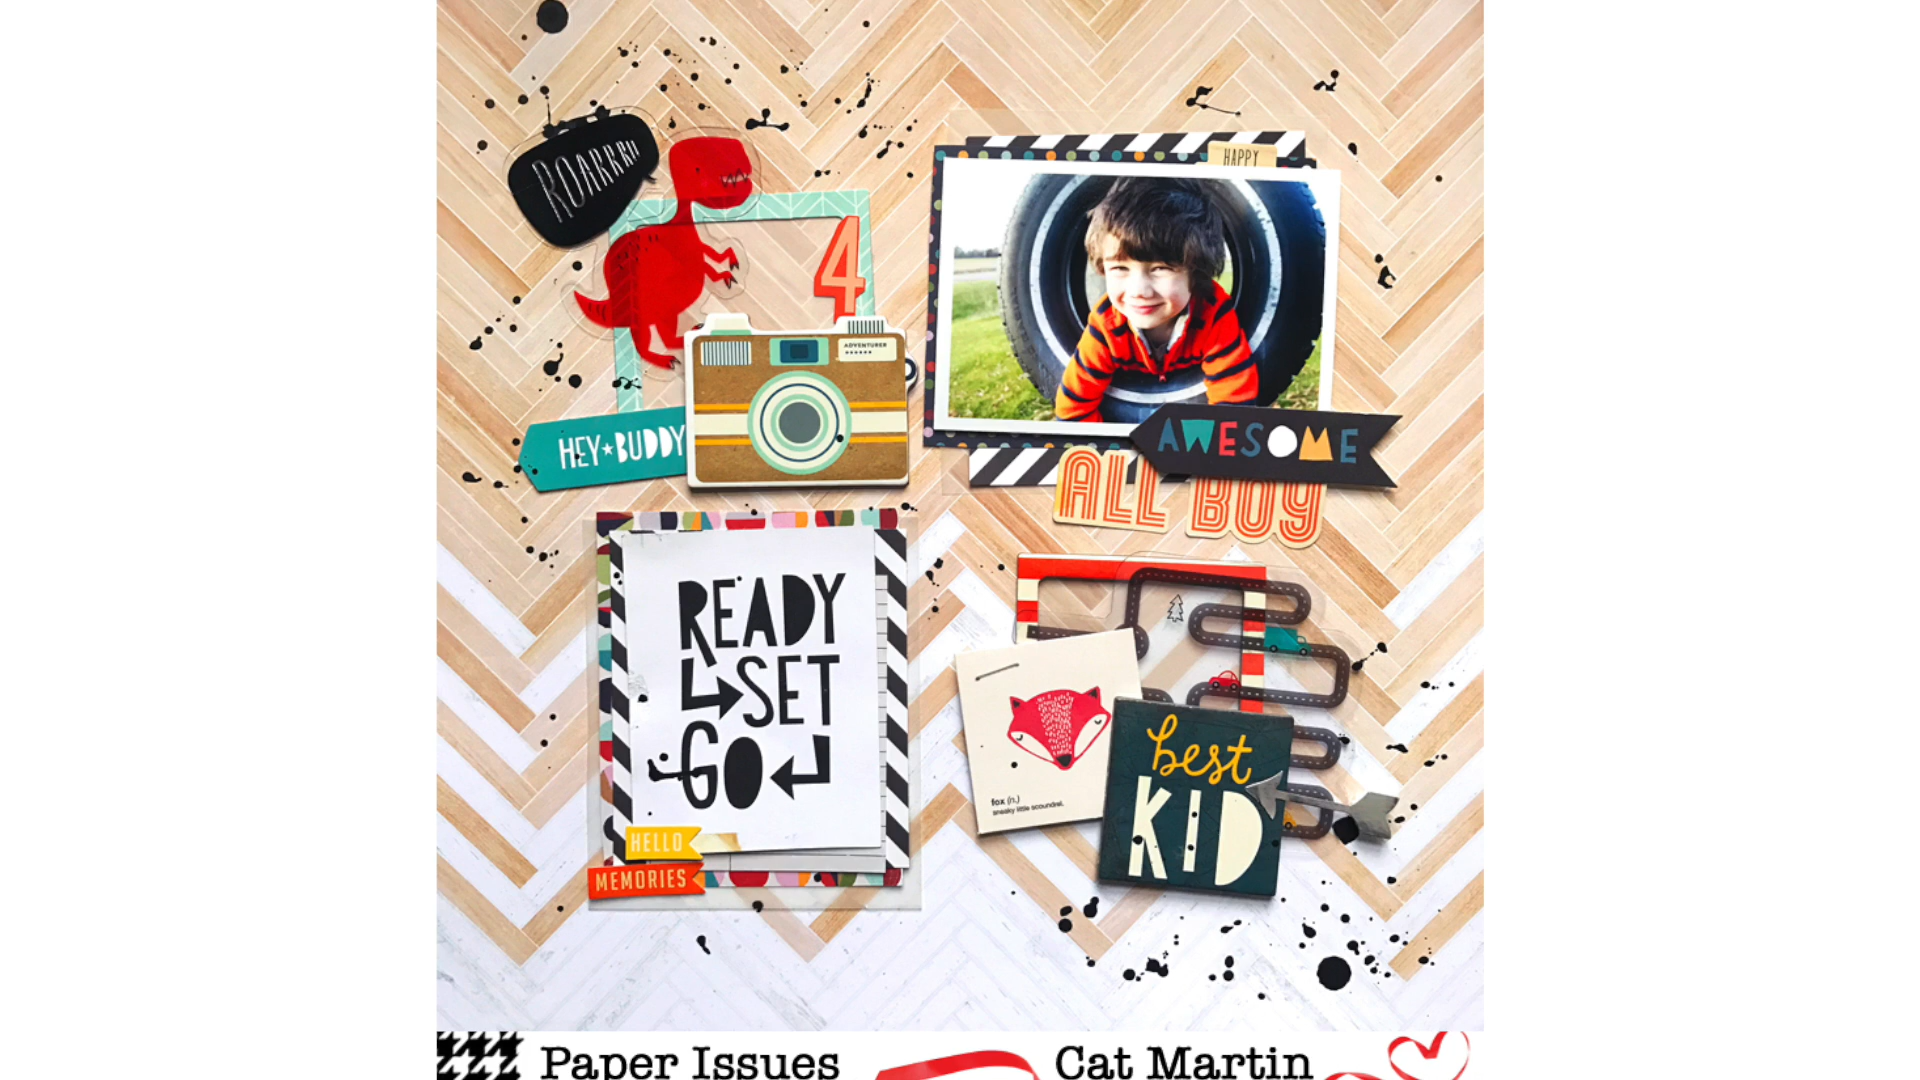 ROARRRR
HAPPY
4
ADVENTURER
HEY★BUDDY
AWESOME
ALL BOY
READY
SET
GO
best
KID
fox (n.)
sneaky little scoundrel.
HELLO
MEMORIES
Paper Issues
Cat Martin